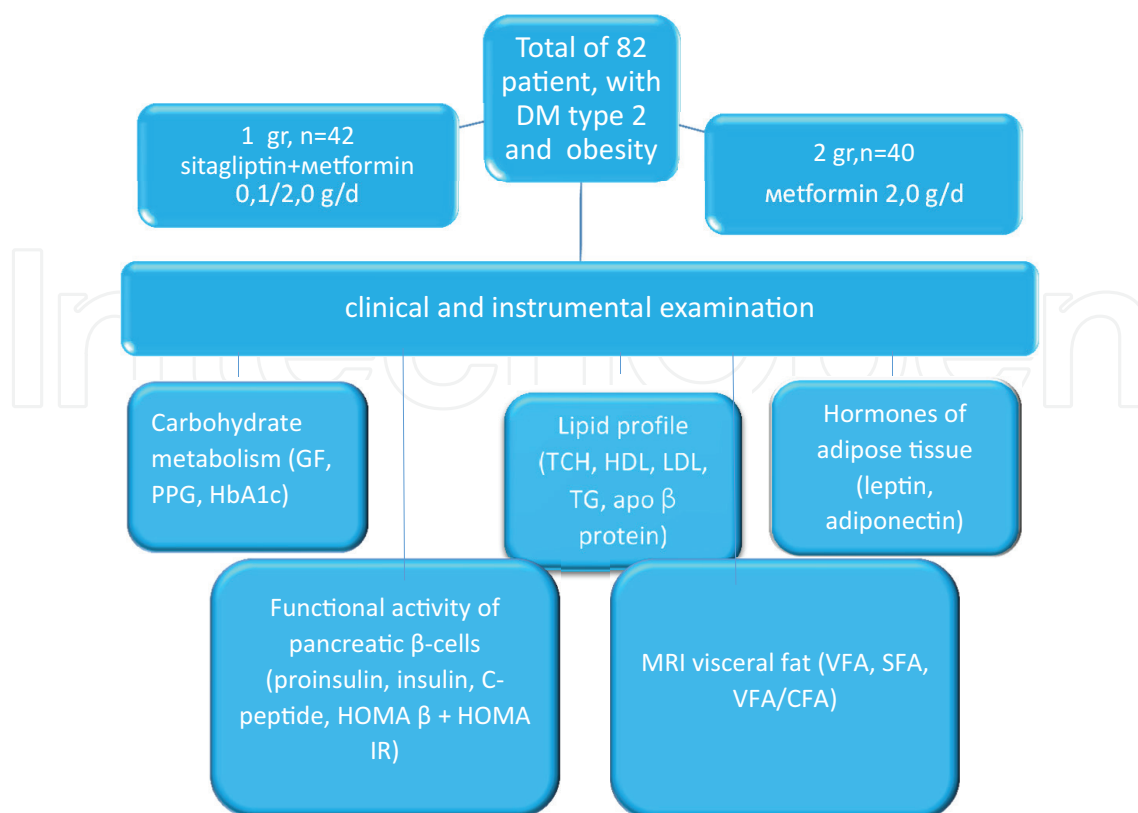 Total of 82
patient, with
DM type 2
and obesity
1 gr, n=42
sitagliptin+мetformin
0,1/2,0 g/d
2 gr,n=40
мetformin 2,0 g/d
clinical and instrumental examination
Carbohydrate
metabolism (GF,
PPG, HbA1c)
Lipid profile
(TCH, HDL, LDL,
TG, apo β
protein)
Hormones of
adipose tissue
(leptin,
adiponectin)
Functional activity of
pancreatic β-cells
(proinsulin, insulin, C-
peptide, HOMA β + HOMA
IR)
MRI visceral fat (VFA, SFA,
VFA/CFA)
IntechOpen